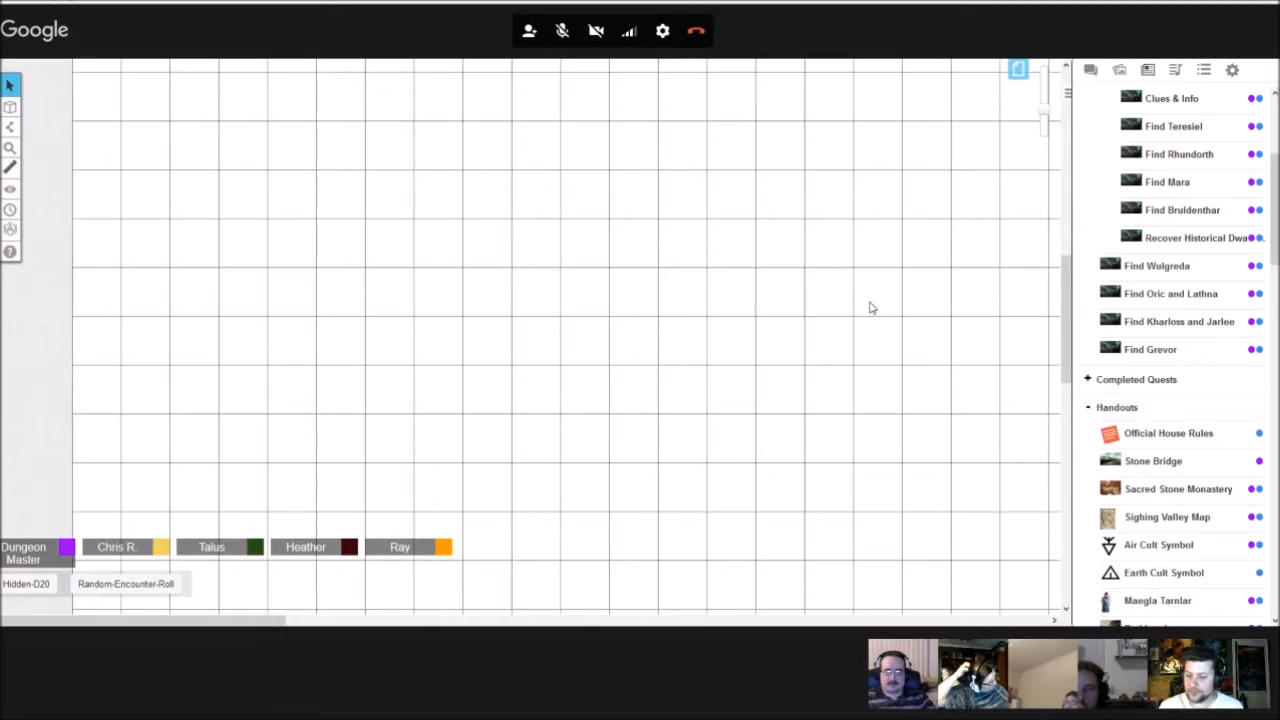 Google
Clues & Info
Find Teresiel
Find Rhundorth
Find Mara
Find Bruldenthar
Recover Historical Dwa
Find Wulgreda
Find Oric and Lathna
Find Kharloss and Jarlee
Find Grevor
Completed Quests
Handouts
Official House Rules
Stone Bridge
Sacred Stone Monastery
Sighing Valley Map
Air Cult Symbol
Earth Cult Symbol
Maegla Tarnlar
Dungeon Master
Chris R.
Talus
Heather
Ray
Hidden-D20
Random-Encounter-Roll